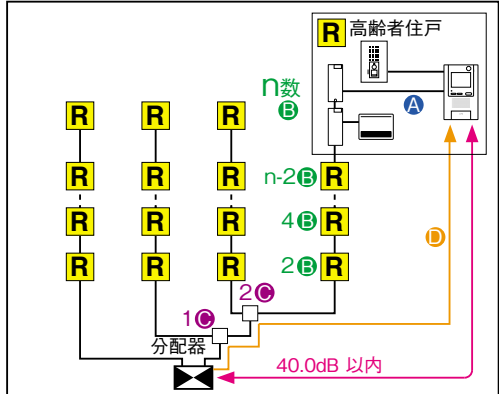 R 高齢者住戸
n数
B
A
R R R
R R R n-2B R
D
R R R 4B R
R R R 2B R
2C
1C
分配器
40.0dB 以内